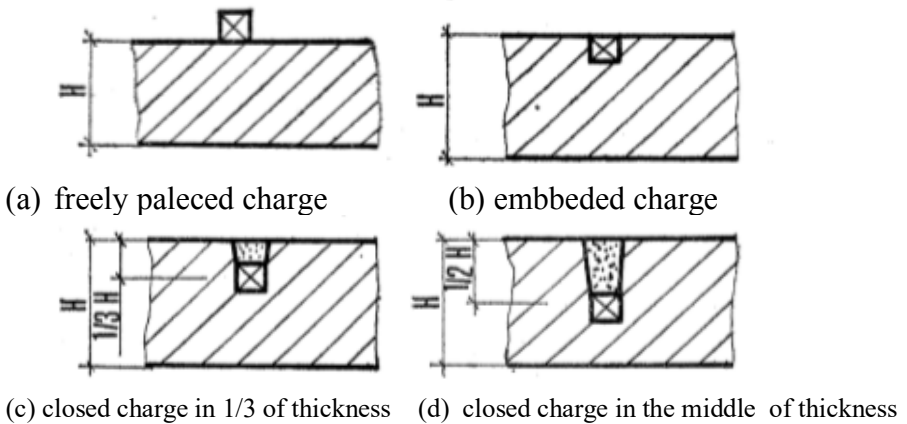 H
H
(a) freely paleced charge
(b) embbeded charge
H
1/3 H
H
1/2 H
(c) closed charge in 1/3 of thickness
(d) closed charge in the middle of thickness